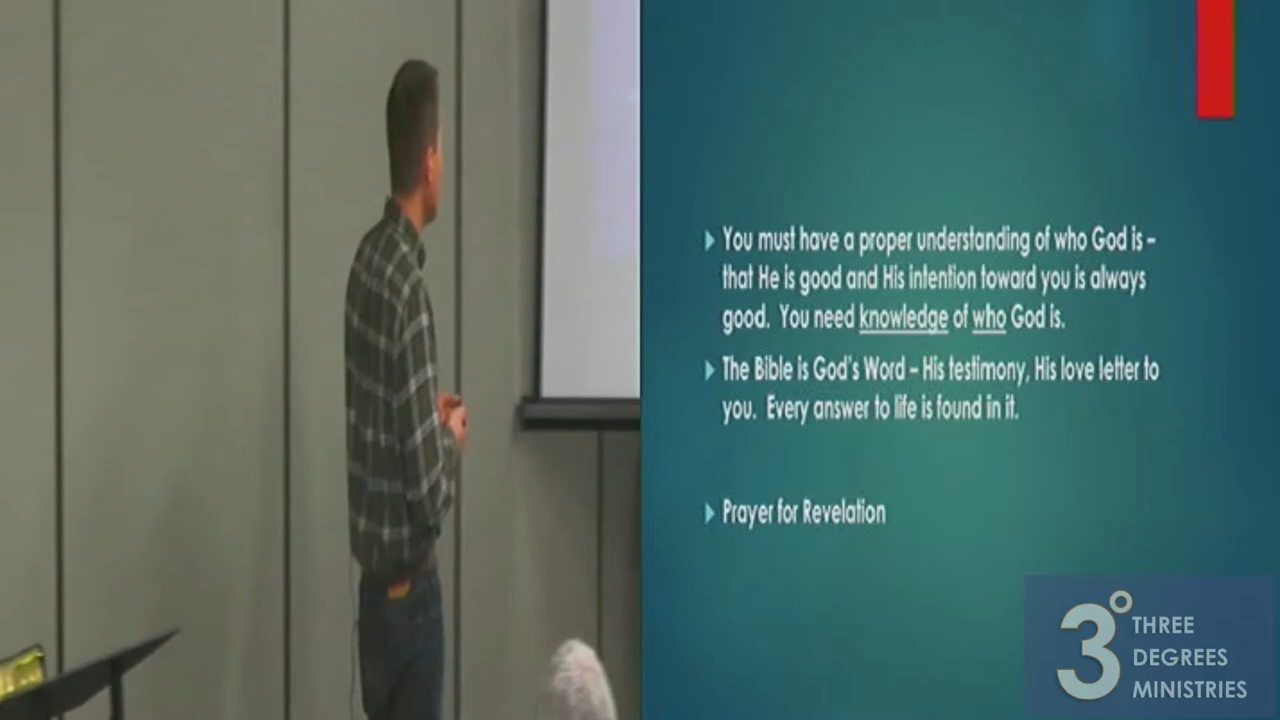 You must have a proper understanding of who God is –
that He is good and His intention toward you is always
good. You need knowledge of who God is.
The Bible is God's Word – His testimony, His love letter to
you. Every answer to life is found in it.
Prayer for Revelation
3° THREE
DEGREES
MINISTRIES